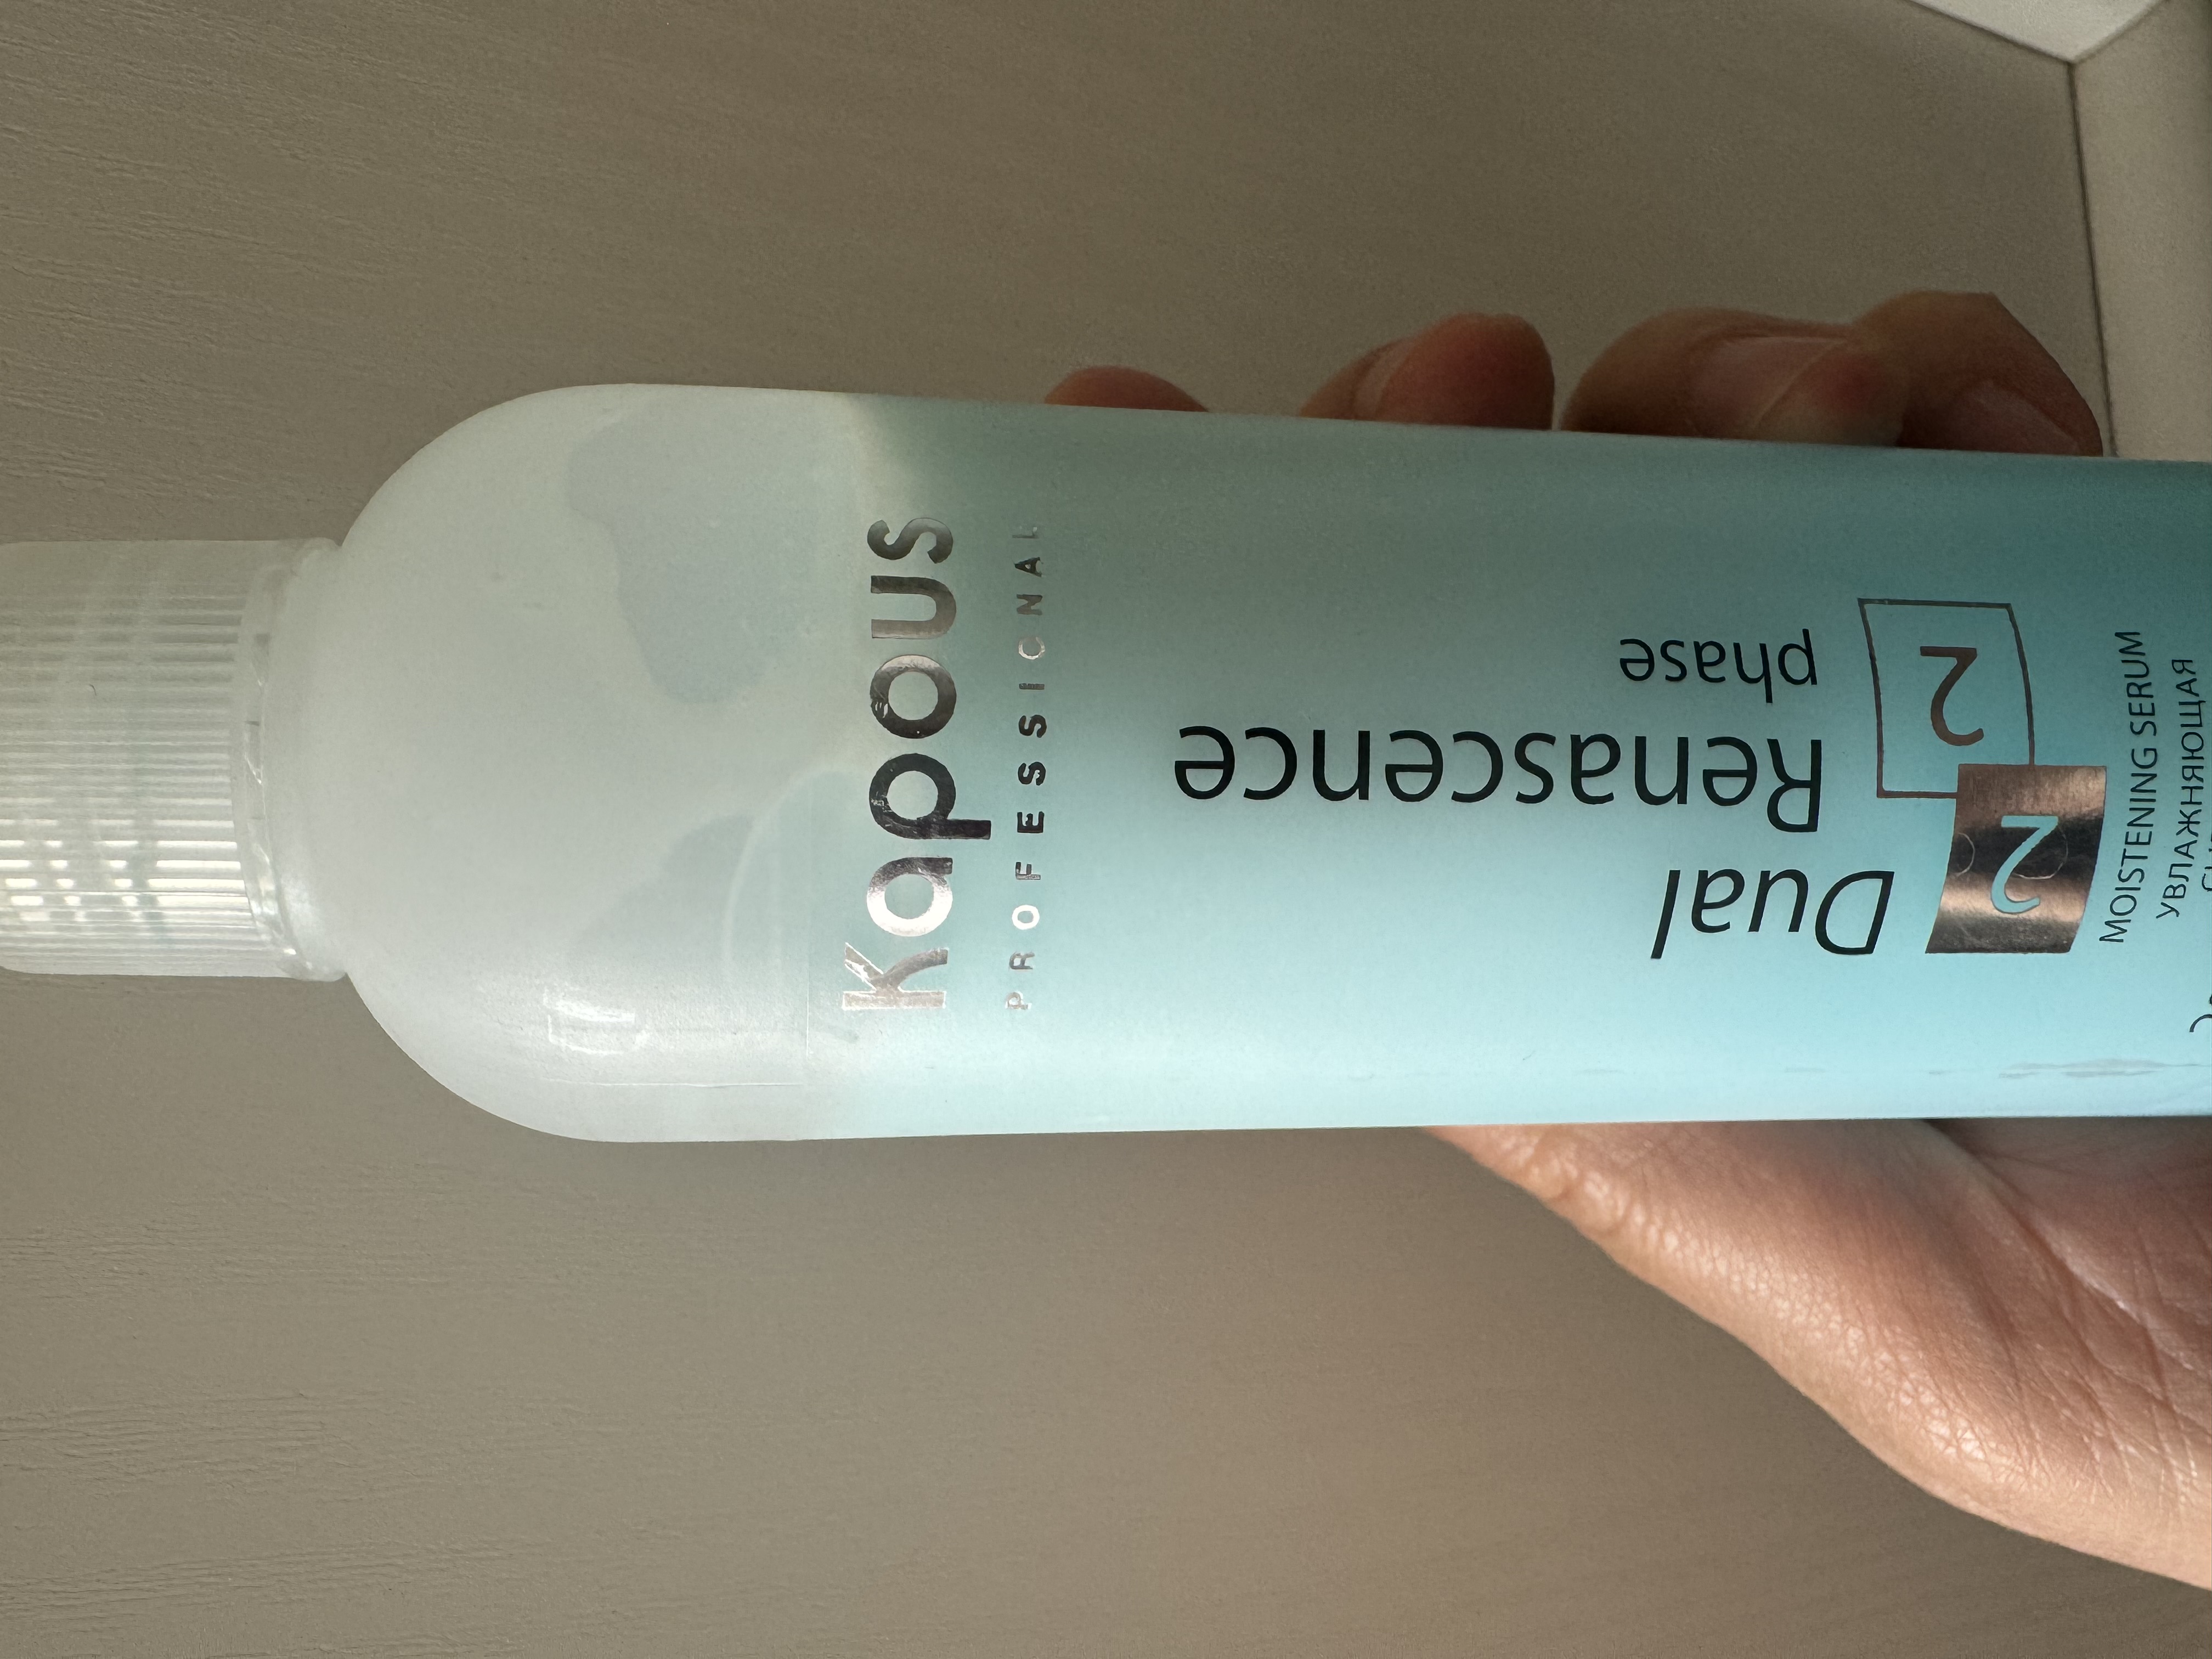 Kapous
PROFESSIONAL
Dual
Renascence
phase
2
2
MOISTENING SERUM
УВЛАЖНЯЮЩАЯ